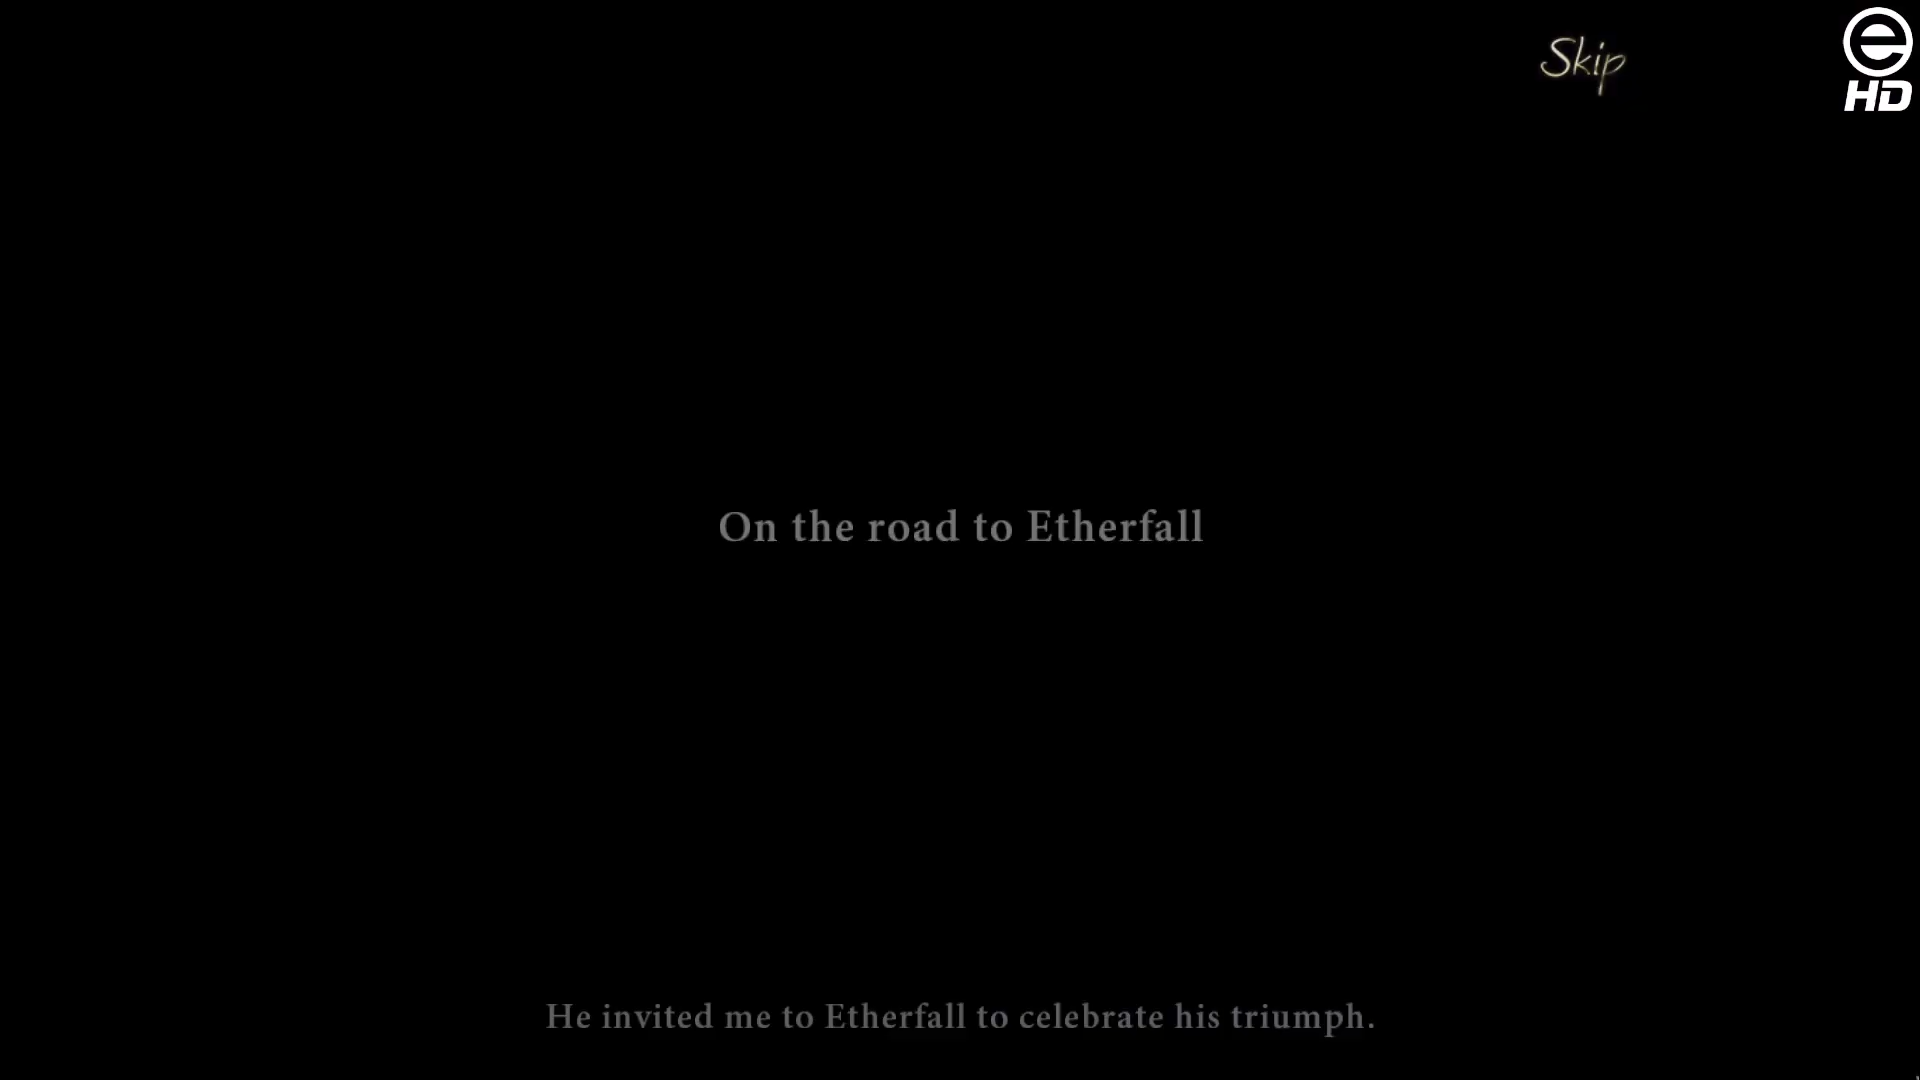 Skip
e
HD
On the road to Etherfall
He invited me to Etherfall to celebrate his triumph.